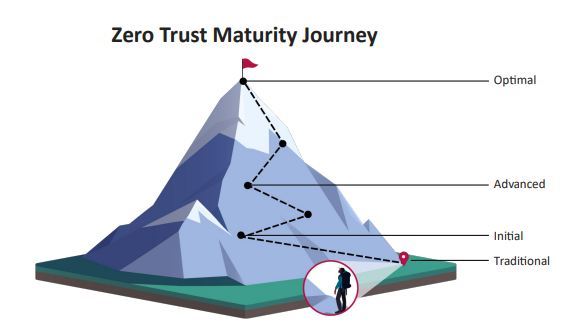 Zero Trust Maturity Journey
Optimal
Advanced
Initial
Traditional